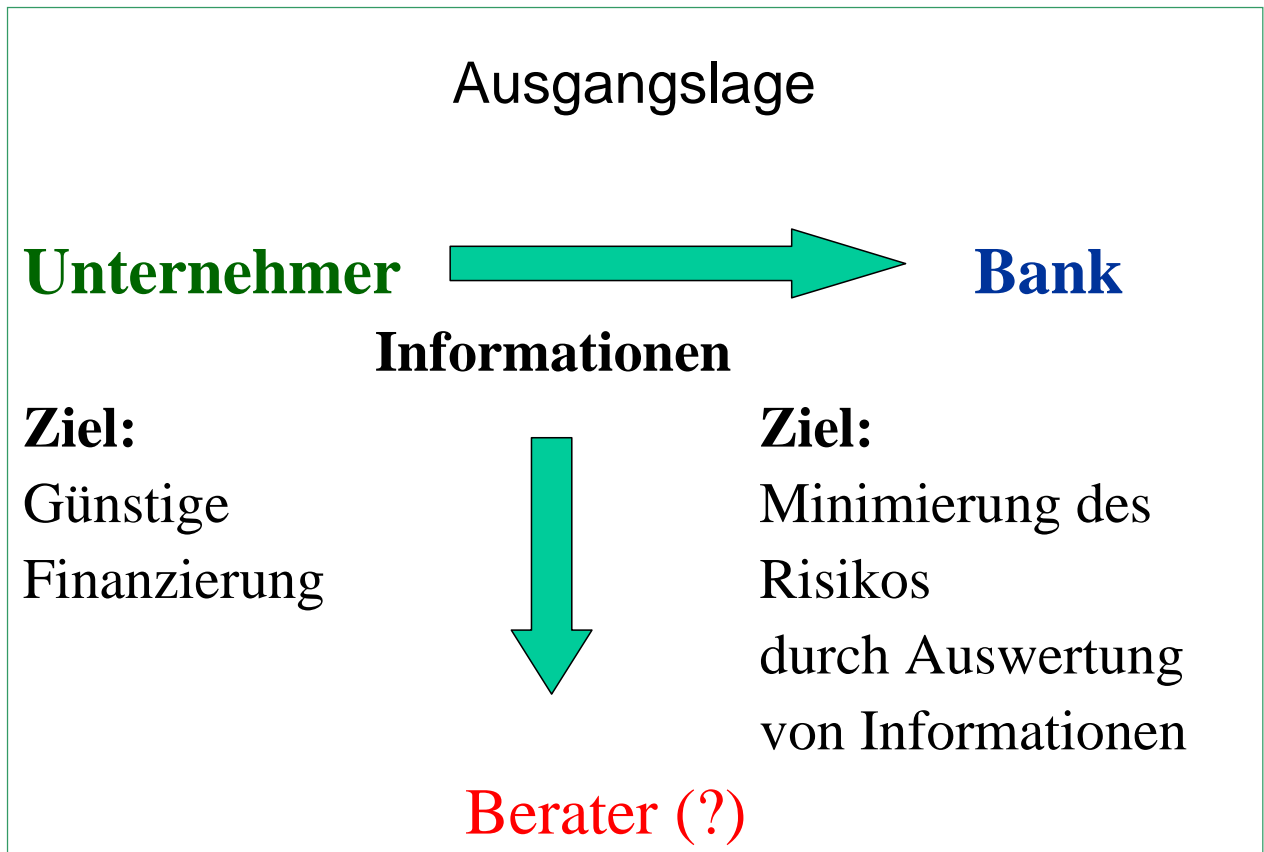 Ausgangslage
Unternehmer
Bank
Informationen
Ziel:
Günstige
Finanzierung
Ziel:
Minimierung des
Risikos
durch Auswertung
von Informationen
Berater (?)